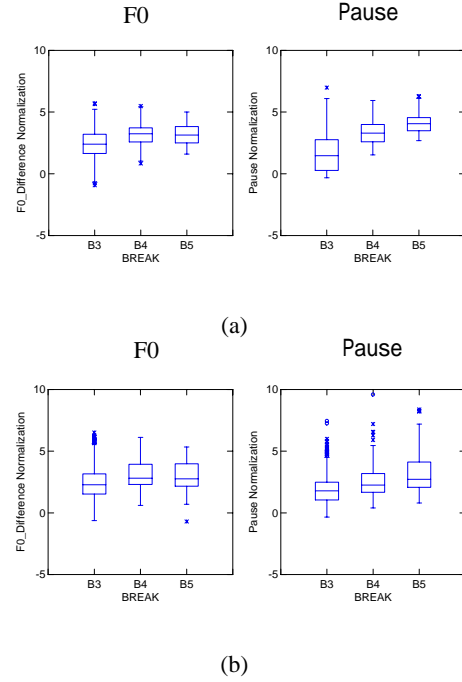 F0
Pause
10
5
0
-5
F0_Difference Normalization
B3 B4 B5
BREAK
10
5
0
-5
Pause Normalization
B3 B4 B5
BREAK
(a)
F0
Pause
10
5
0
-5
F0_Difference Normalization
B3 B4 B5
BREAK
10
5
0
-5
Pause Normalization
B3 B4 B5
BREAK
(b)